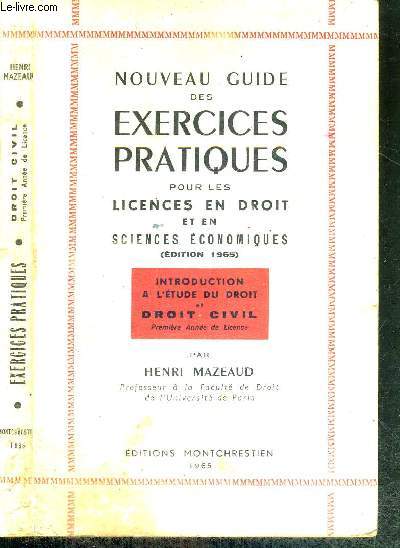 www.le-livre.com
HENRI
MAZEAUD
DROIT CIVIL
Première Année de Licence
EXERCICES PRATIQUES
MONTCHRESTIEN
NOUVEAU GUIDE
DES
EXERCICES
PRATIQUES
POUR LES
LICENCES EN DROIT
ET EN
SCIENCES ÉCONOMIQUES
(ÉDITION 1965)
INTRODUCTION
A L'ÉTUDE DU DROIT
et
DROIT CIVIL
Première Année de Licence
PAR
HENRI MAZEAUD
Professeur à la Faculté de Droit
de l'Université de Paris
ÉDITIONS MONTCHRESTIEN
1965